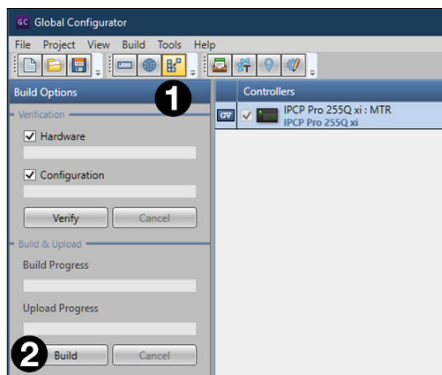 GC Global Configurator
File Project View Build Tools Help
Build Options
1
Controllers
Verification
GV IPCP Pro 255Q xi : MTR
IPCP Pro 255Q xi
Hardware
Configuration
Verify Cancel
Build & Upload
Build Progress
Upload Progress
2 Build Cancel